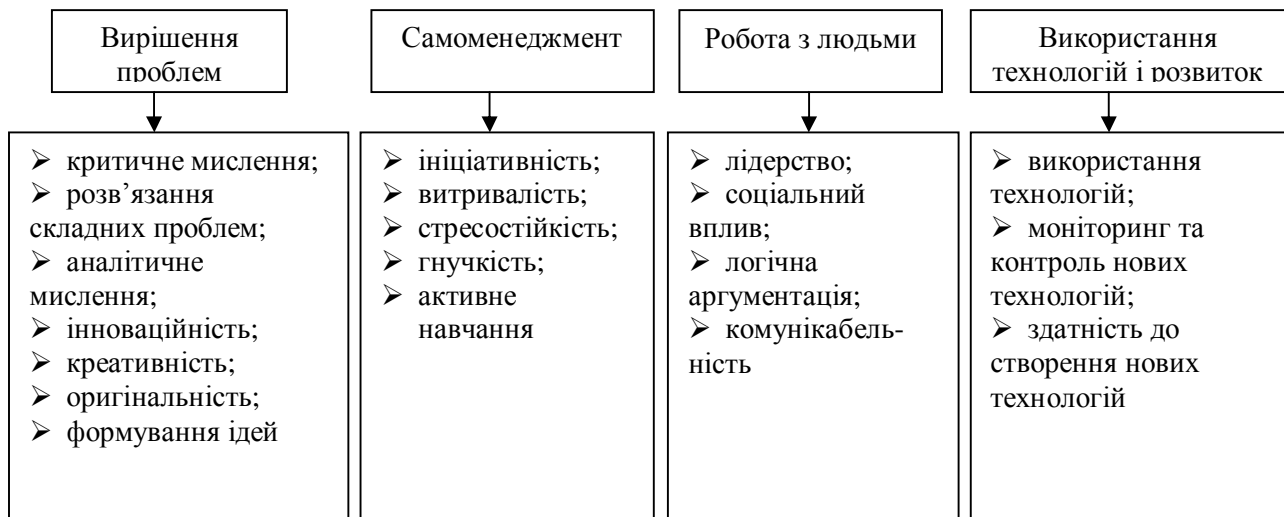 Вирішення
проблем
Самоменеджмент
Робота з людьми
Використання
технологій і розвиток
➢ критичне мислення;
➢ розв’язання
складних проблем;
➢ аналітичне
мислення;
➢ інноваційність;
➢ креативність;
➢ оригінальність;
➢ формування ідей
➢ ініціативність;
➢ витривалість;
➢ стресостійкість;
➢ гнучкість;
➢ активне
навчання
➢ лідерство;
➢ соціальний
вплив;
➢ логічна
аргументація;
➢ комунікабель-
ність
➢ використання
технологій;
➢ моніторинг та
контроль нових
технологій;
➢ здатність до
створення нових
технологій